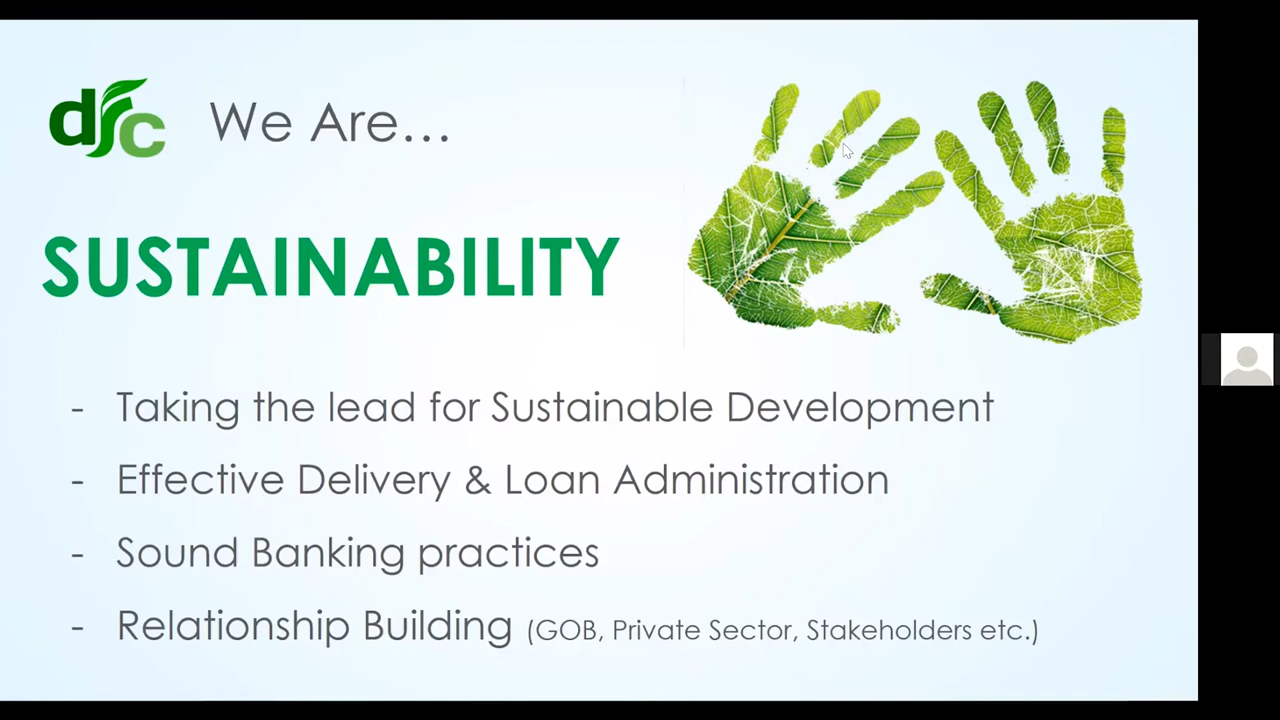 dfc We Are...
SUSTAINABILITY
- Taking the lead for Sustainable Development
- Effective Delivery & Loan Administration
- Sound Banking practices
- Relationship Building (GOB, Private Sector, Stakeholders etc.)